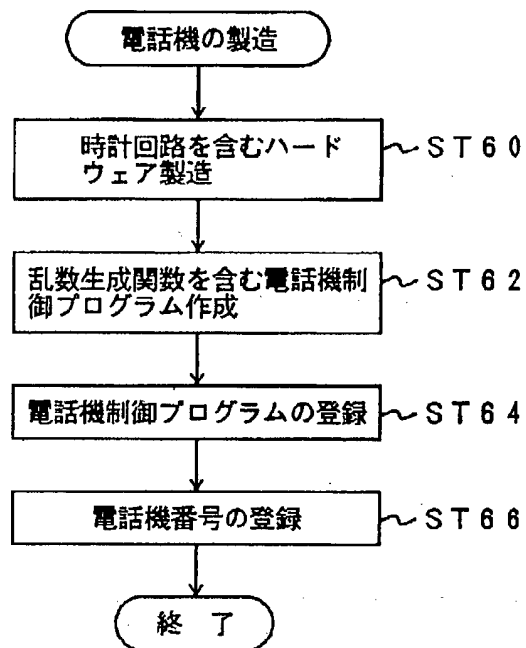 電話機の製造
時計回路を含むハード
ウェア製造
ST60
乱数生成関数を含む電話機制
御プログラム作成
ST62
電話機制御プログラムの登録
ST64
電話機番号の登録
ST66
終 了